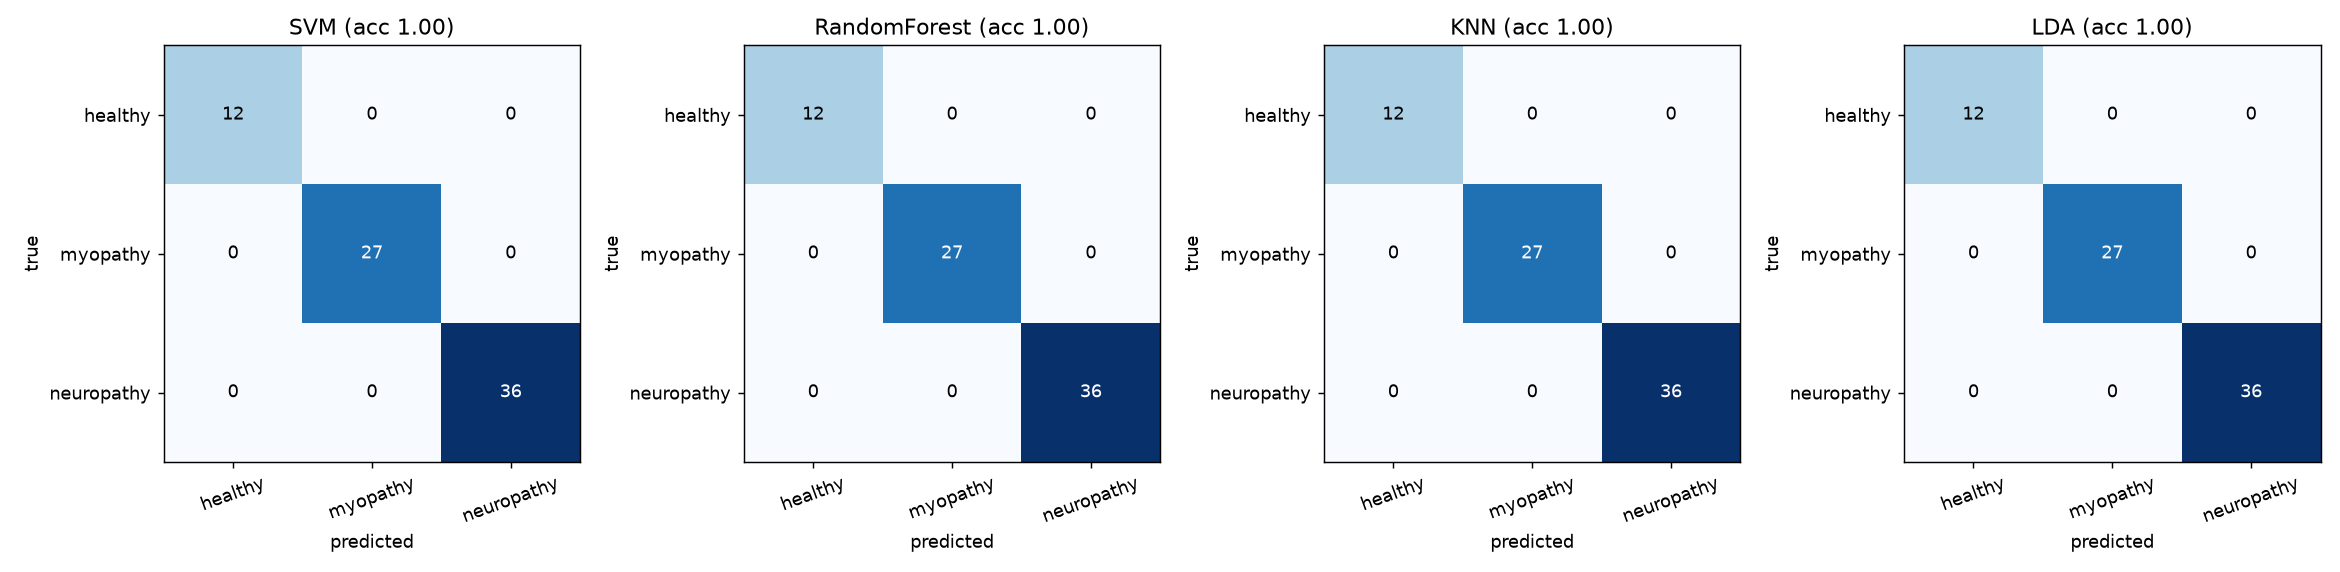 SVM (acc 1.00)
healthy 12 0 0
true myopathy 0 27 0
neuropathy 0 0 36
healthy myopathy neuropathy
predicted
RandomForest (acc 1.00)
healthy 12 0 0
true myopathy 0 27 0
neuropathy 0 0 36
healthy myopathy neuropathy
predicted
KNN (acc 1.00)
healthy 12 0 0
true myopathy 0 27 0
neuropathy 0 0 36
healthy myopathy neuropathy
predicted
LDA (acc 1.00)
healthy 12 0 0
true myopathy 0 27 0
neuropathy 0 0 36
healthy myopathy neuropathy
predicted